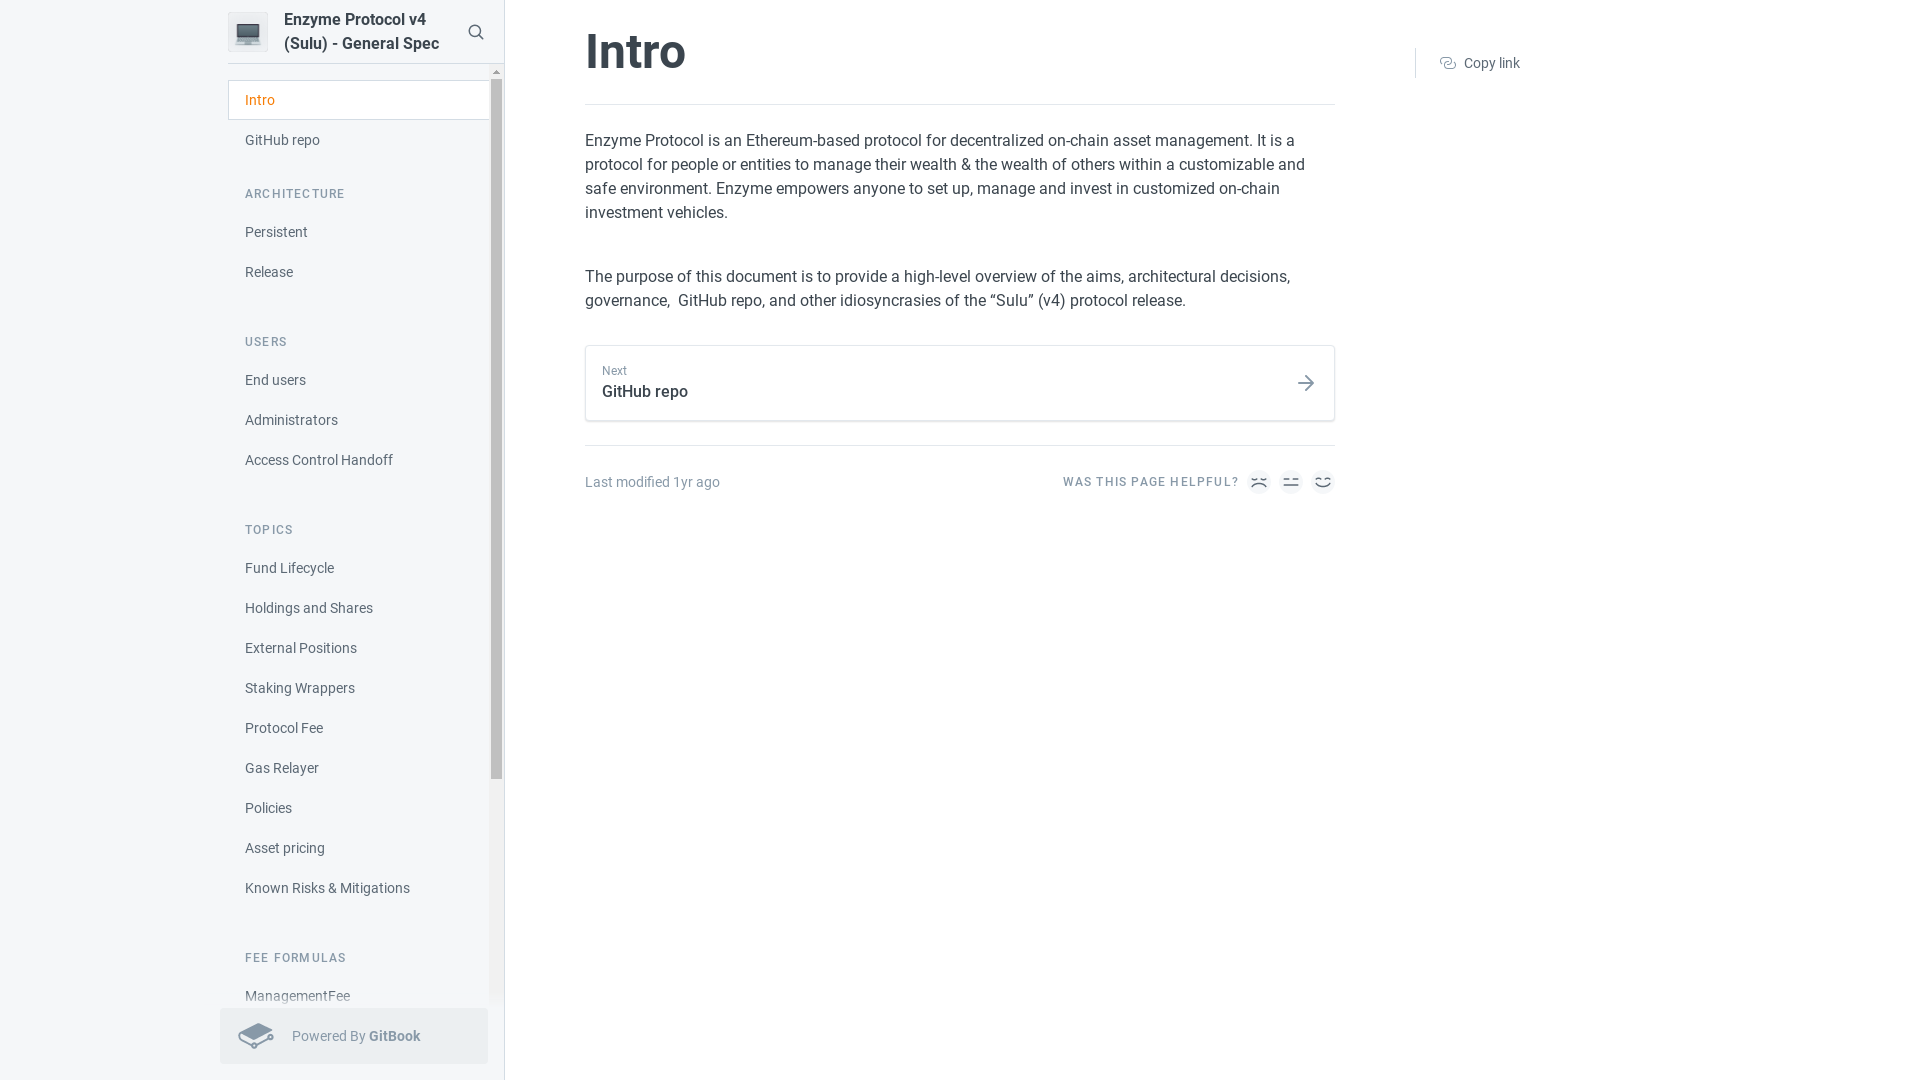 Enzyme Protocol v4
(Sulu) - General Spec
Intro
GitHub repo
ARCHITECTURE
Persistent
Release
USERS
End users
Administrators
Access Control Handoff
TOPICS
Fund Lifecycle
Holdings and Shares
External Positions
Staking Wrappers
Protocol Fee
Gas Relayer
Policies
Asset pricing
Known Risks & Mitigations
FEE FORMULAS
ManagementFee
Powered By GitBook
Intro
Copy link
Enzyme Protocol is an Ethereum-based protocol for decentralized on-chain asset management. It is a
protocol for people or entities to manage their wealth & the wealth of others within a customizable and
safe environment. Enzyme empowers anyone to set up, manage and invest in customized on-chain
investment vehicles.
The purpose of this document is to provide a high-level overview of the aims, architectural decisions,
governance,  GitHub repo, and other idiosyncrasies of the “Sulu” (v4) protocol release.
Next
GitHub repo
Last modified 1yr ago
WAS THIS PAGE HELPFUL?